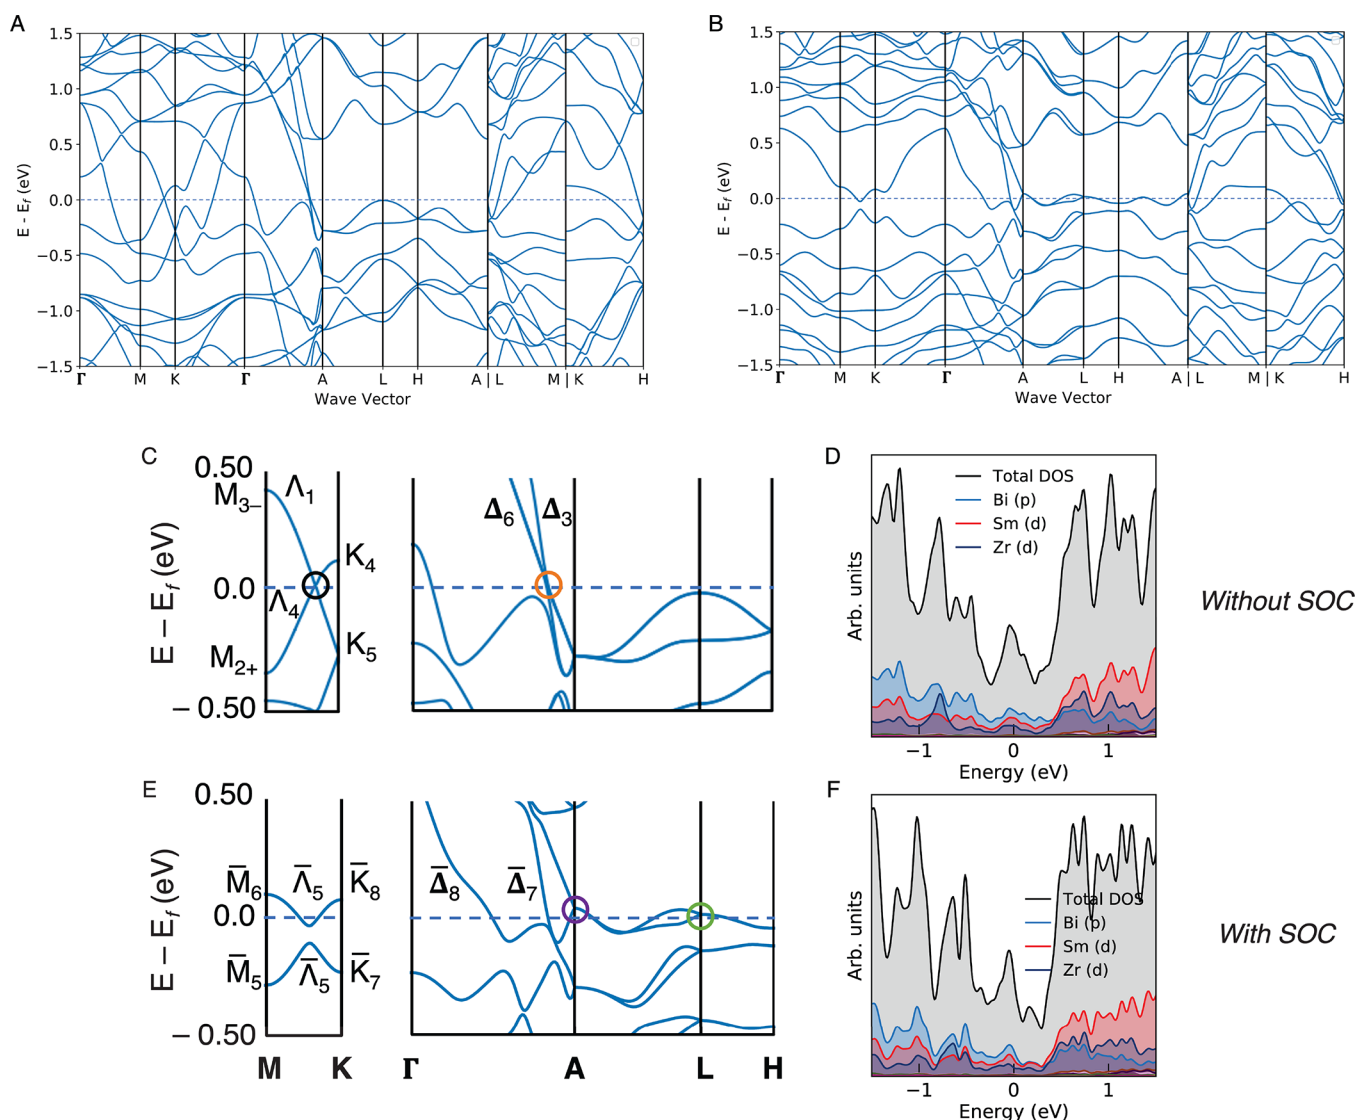 A
B
1.5
1.0
0.5
0.0
−0.5
−1.0
−1.5
E - E_f (eV)
Γ M K Γ A L H A | L M | K H
Wave Vector
1.5
1.0
0.5
0.0
−0.5
−1.0
−1.5
E - E_f (eV)
Γ M K Γ A L H A | L M | K H
Wave Vector
C
0.50
0.0
− 0.50
E − E_f (eV)
M3−
Λ1
K4
Λ4
M2+
K5
Δ6
Δ3
D
Total DOS
Bi (p)
Sm (d)
Zr (d)
Arb. units
−1 0 1
Energy (eV)
Without SOC
E
0.50
0.0
− 0.50
E − E_f (eV)
M̅6
Λ̅5
K̅8
M̅5
Λ̅5
K̅7
Δ̅8
Δ̅7
M K Γ A L H
F
Total DOS
Bi (p)
Sm (d)
Zr (d)
Arb. units
−1 0 1
Energy (eV)
With SOC